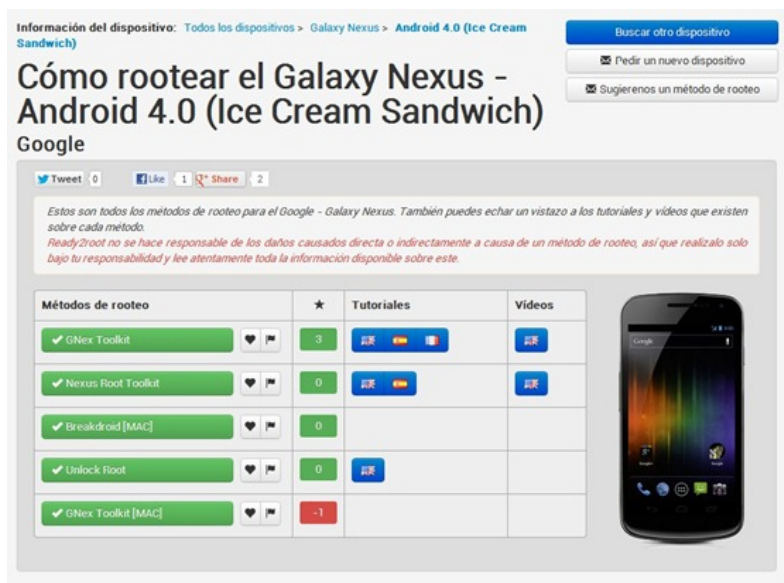 Información del dispositivo: Todos los dispositivos > Galaxy Nexus > Android 4.0 (Ice Cream
Sandwich)
Buscar otro dispositivo
Pedir un nuevo dispositivo
Sugierenos un método de rooteo
Cómo rootear el Galaxy Nexus -
Android 4.0 (Ice Cream Sandwich)
Google
Tweet 0 Like 1 Share 2
Estos son todos los métodos de rooteo para el Google - Galaxy Nexus. También puedes echar un vistazo a los tutoriales y vídeos que existen
sobre cada método.
Ready2root no se hace responsable de los daños causados directa o indirectamente a causa de un método de rooteo, así que realizalo solo
bajo tu responsabilidad y lee atentamente toda la información disponible sobre este.
Métodos de rooteo ★ Tutoriales Vídeos
GNex Toolkit 3
Nexus Root Toolkit 0
Breakdroid [MAC] 0
Unlock Root 0
GNex Toolkit [MAC] -1
Google